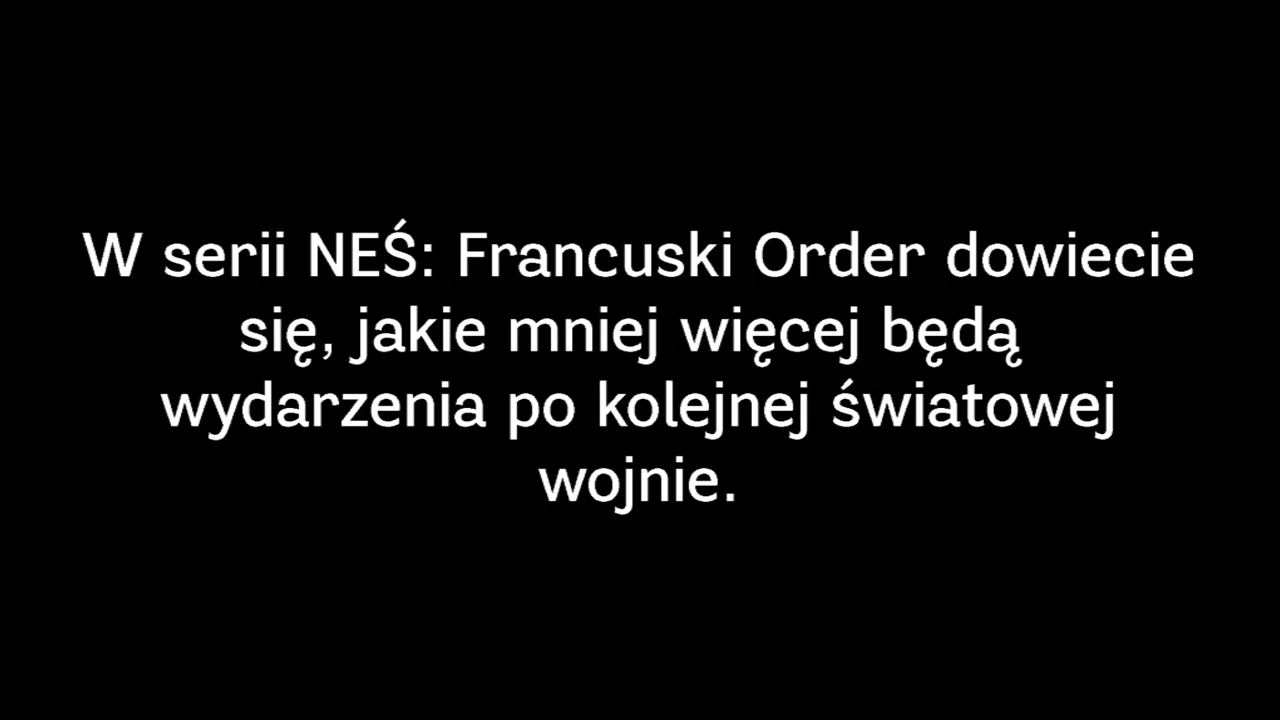 W serii NEŚ: Francuski Order dowiecie
się, jakie mniej więcej będą
wydarzenia po kolejnej światowej
wojnie.